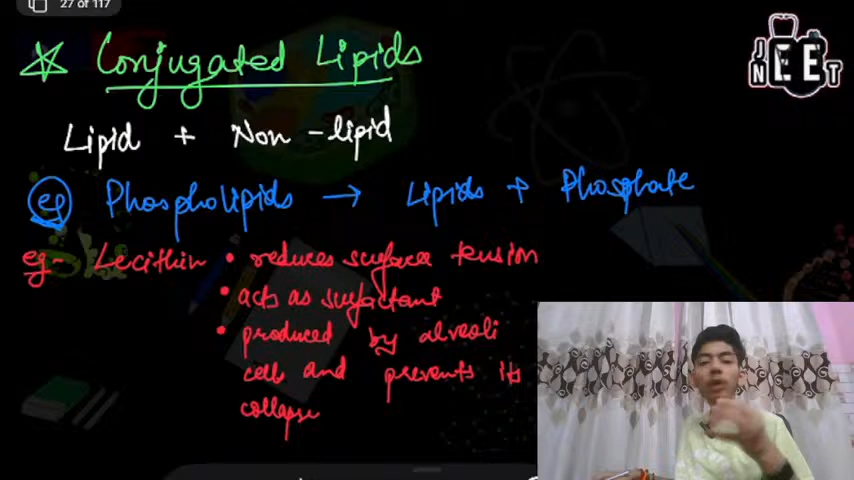 27 of 117
Conjugated Lipids
JNEET
Lipid + Non-lipid
eg Phospholipids → Lipids + Phosphate
eg- Lecithin • reduces surface tension
• acts as surfactant
• produced by alveoli
cell and prevents its
collapse